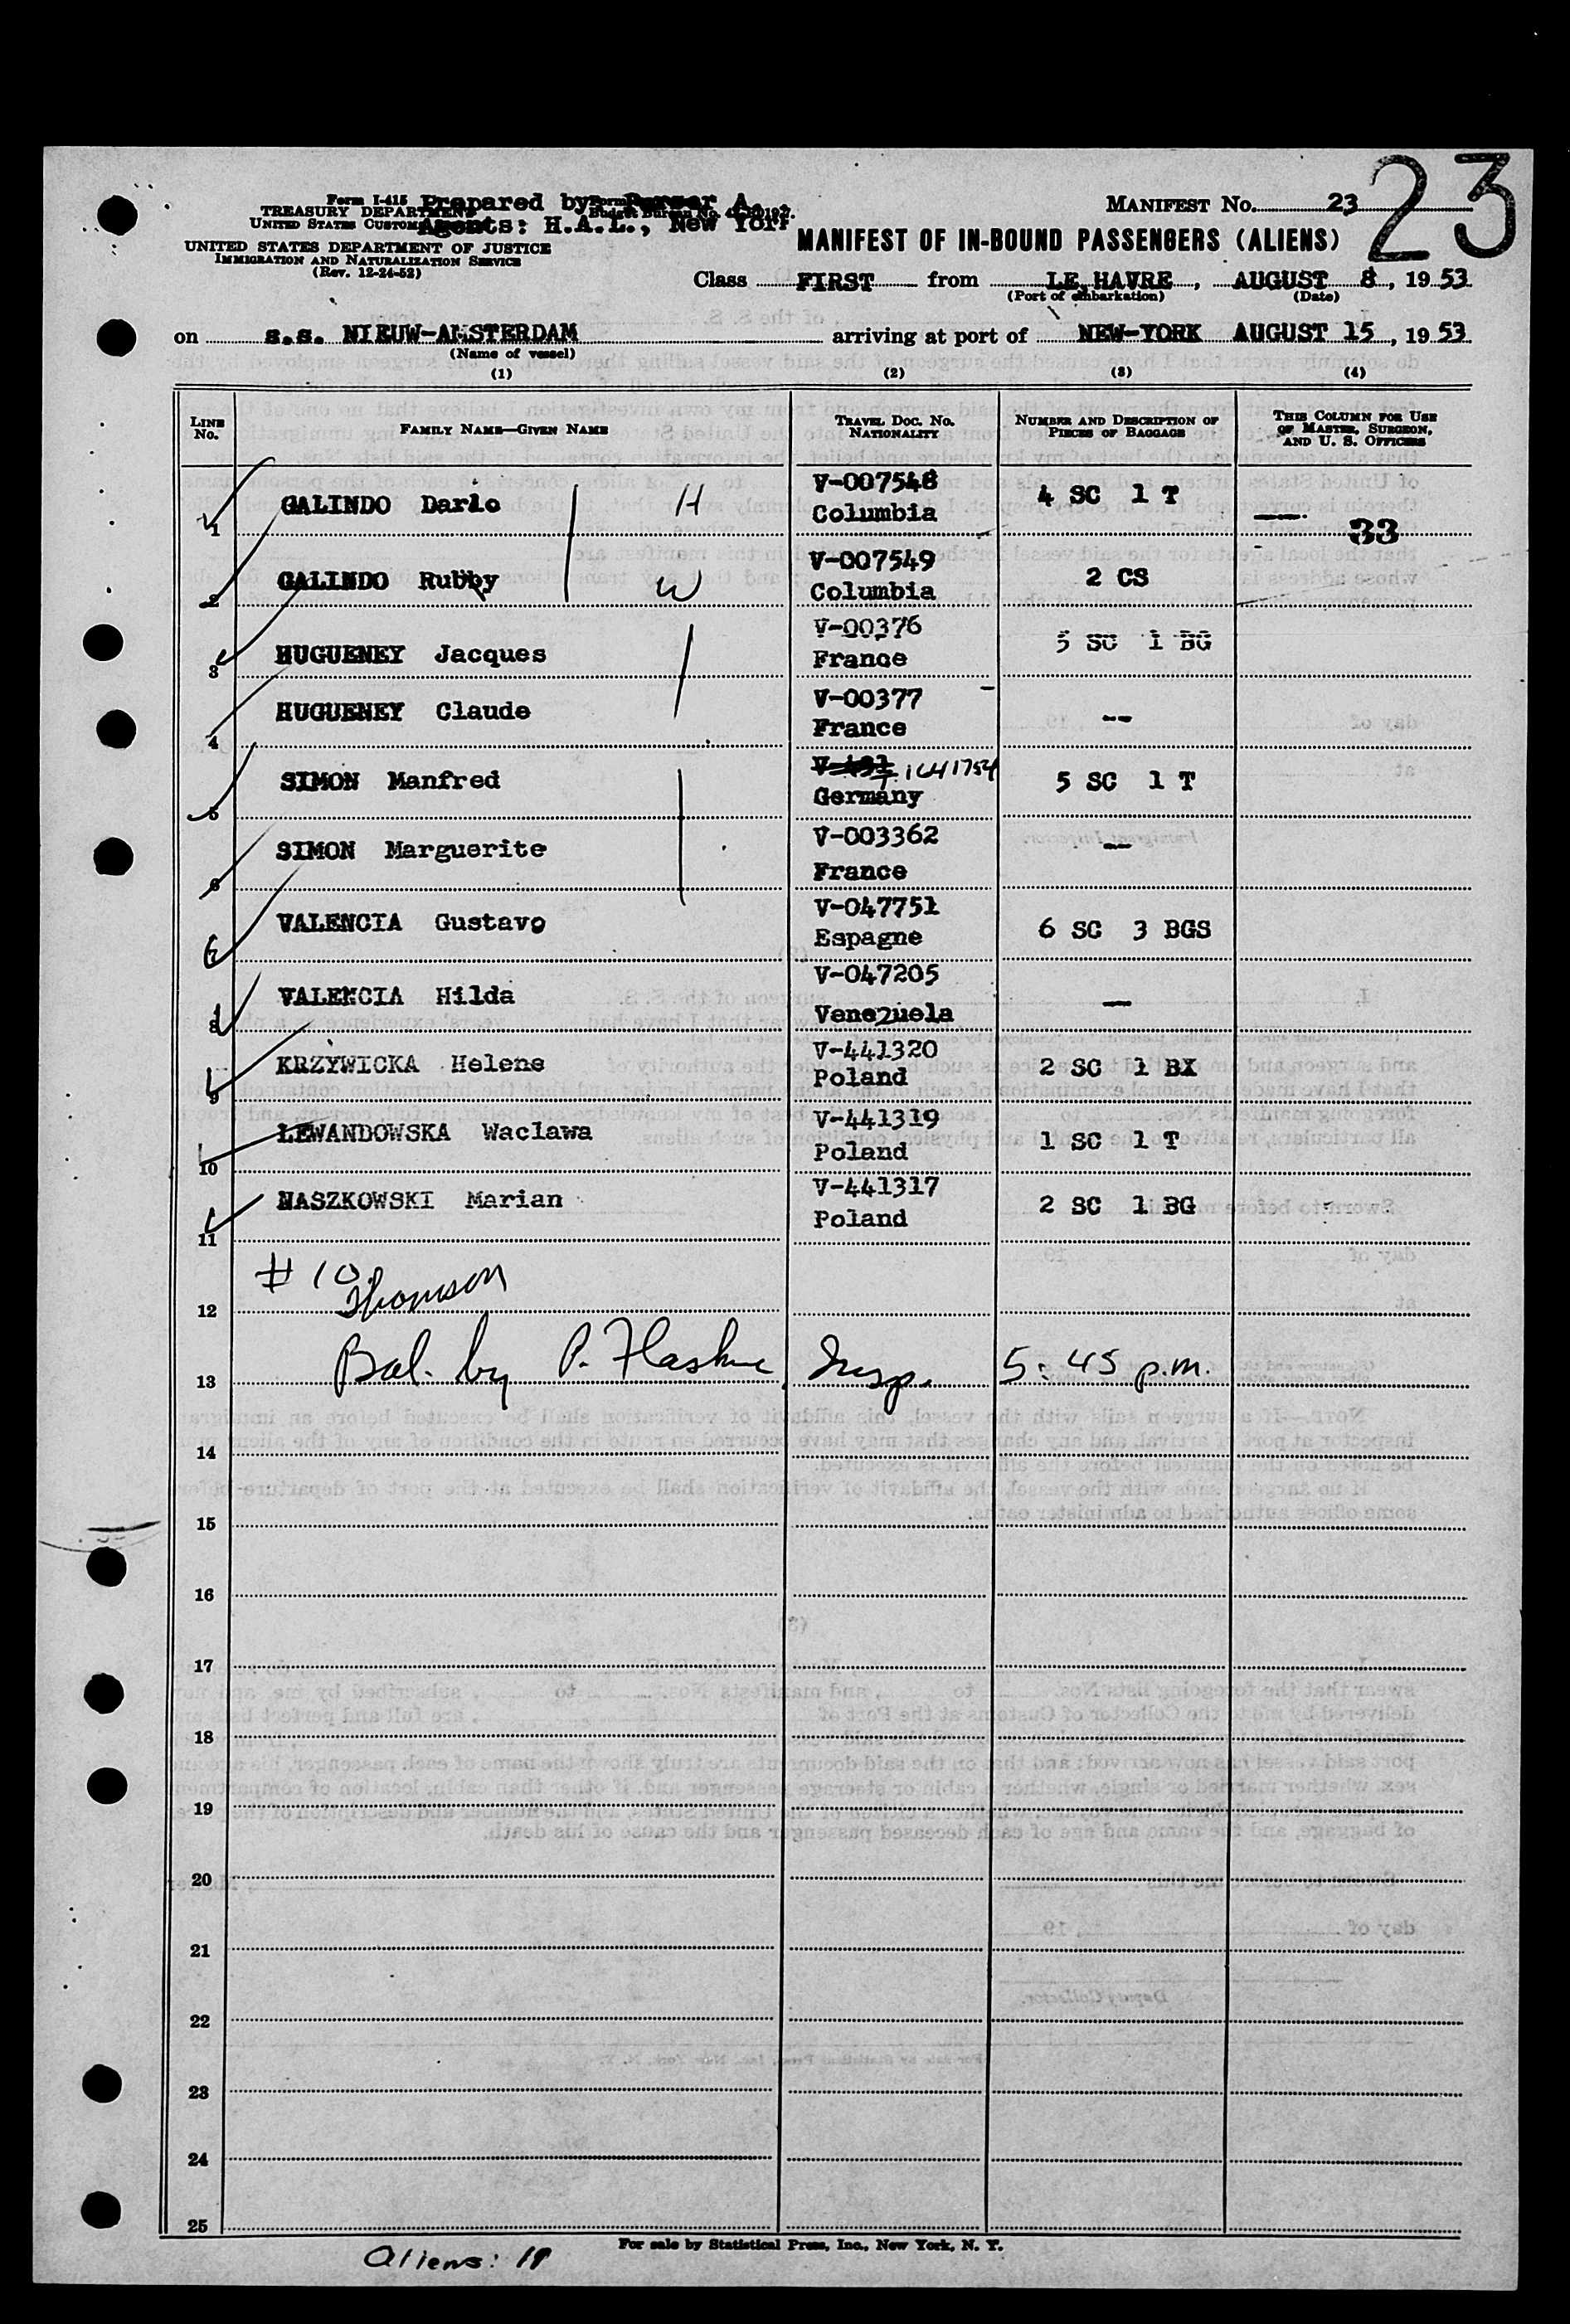 23
Form I-415 Prepared by: Purser A.
TREASURY DEPARTMENT
UNITED STATES CUSTOMS Agents: H.A.L., New York
UNITED STATES DEPARTMENT OF JUSTICE
IMMIGRATION AND NATURALIZATION SERVICE
(Rev. 12-24-52)
MANIFEST NO. 23
MANIFEST OF IN-BOUND PASSENGERS (ALIENS)
Class FIRST from LE HAVRE, AUGUST 8, 1953
(Port of embarkation) (Date)
on s.s. NIEUW-AMSTERDAM arriving at port of NEW-YORK AUGUST 15, 1953
(Name of vessel)
(1) (2) (3) (4)
LINE NO. FAMILY NAME—GIVEN NAME TRAVEL DOC. NO. NATIONALITY NUMBER AND DESCRIPTION OF PIECES OF BAGGAGE THIS COLUMN FOR USE OF MASTER, SURGEON, AND U. S. OFFICERS
1 GALINDO Dario H V-007548 Columbia 4 SC 1 T — 33
2 GALINDO Rubby W V-007549 Columbia 2 CS
3 HUGUENEY Jacques V-00376 France 5 SC 1 BG
4 HUGUENEY Claude V-00377 France --
5 SIMON Manfred Germany 5 SC 1 T
6 SIMON Marguerite V-003362 France --
7 VALENCIA Gustavo V-047751 Espagne 6 SC 3 BGS
8 VALENCIA Hilda V-047205 Venezuela --
9 KRZYWICKA Helene V-441320 Poland 2 SC 1 BX
10 LEWANDOWSKA Waclawa V-441319 Poland 1 SC 1 T
11 NASZKOWSKI Marian V-441317 Poland 2 SC 1 BG
# 10 Thomson
12
13 Bal. by P. Insp. 5:45 p.m.
14
15
16
17
18
19
20
21
22
23
24
25
For sale by Statistical Press, Inc., New York, N. Y.
Aliens: 11